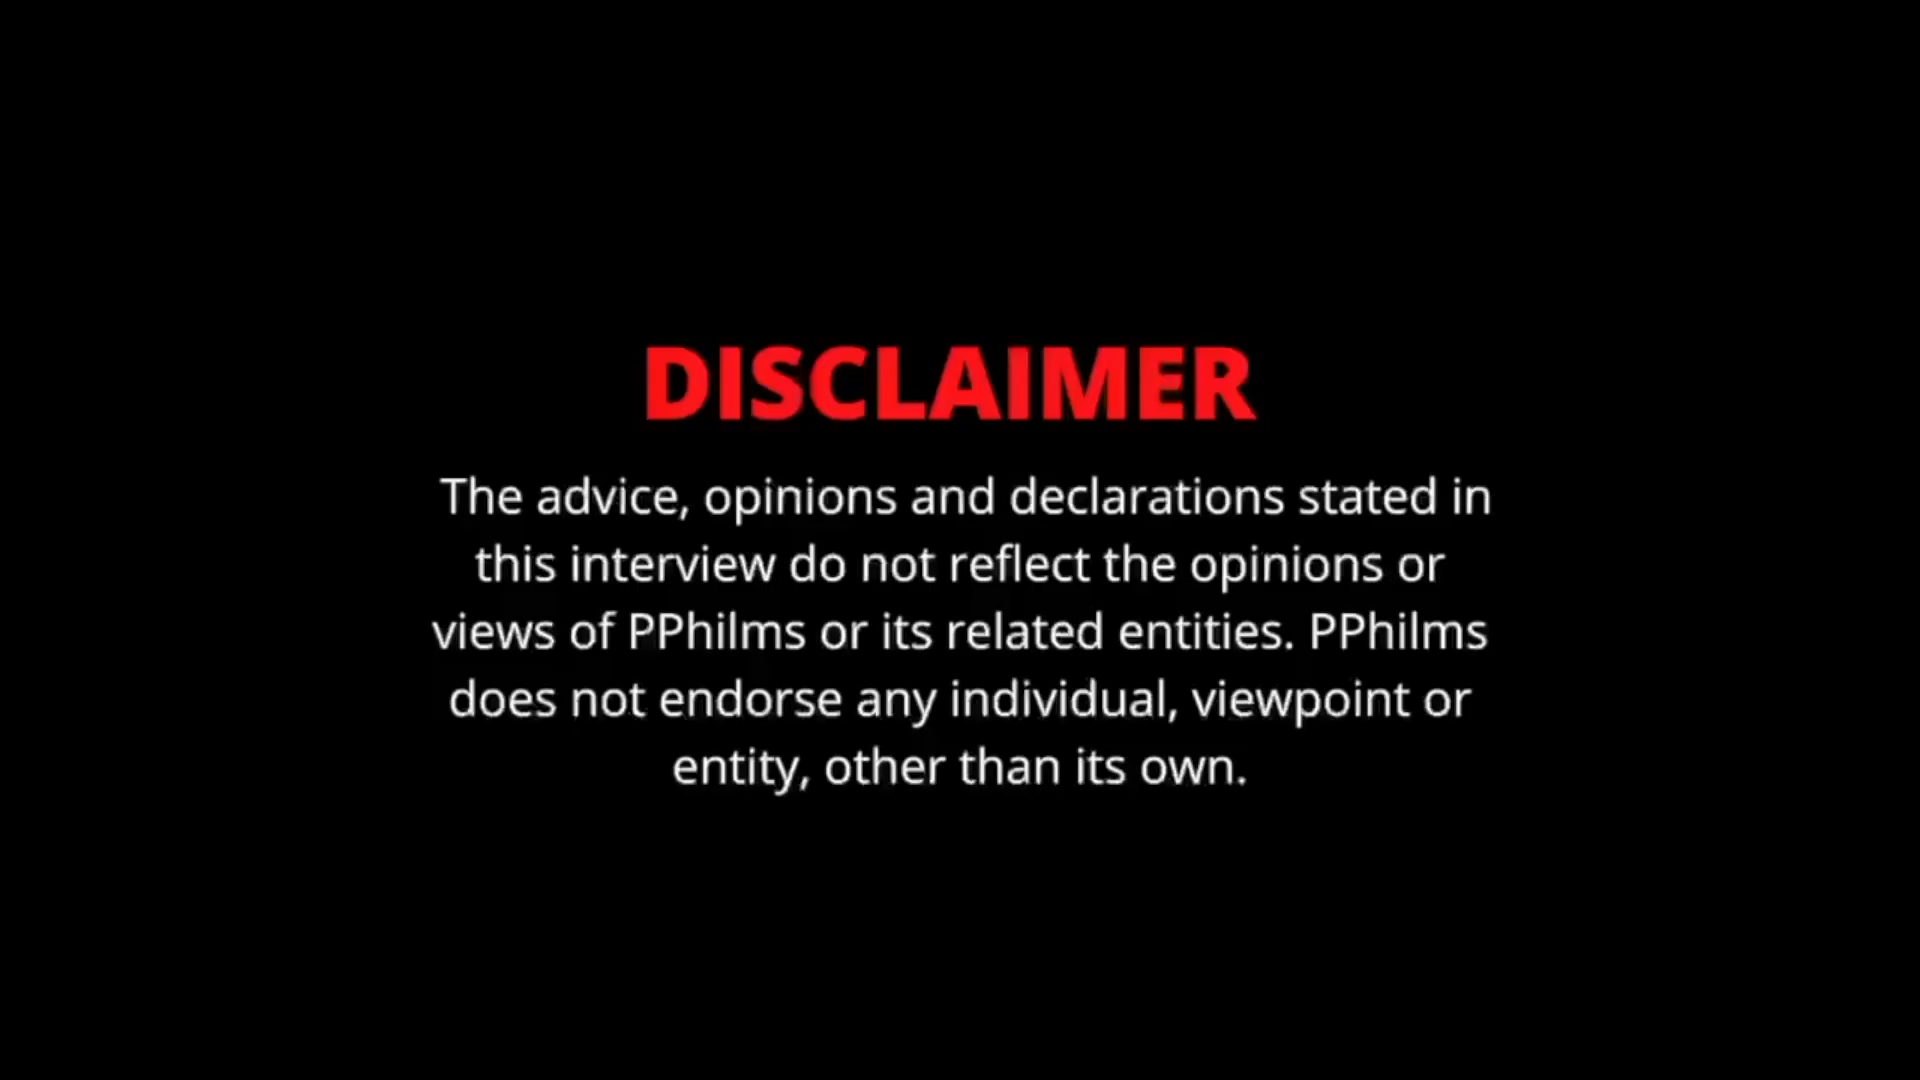 DISCLAIMER
The advice, opinions and declarations stated in
this interview do not reflect the opinions or
views of PPhilms or its related entities. PPhilms
does not endorse any individual, viewpoint or
entity, other than its own.